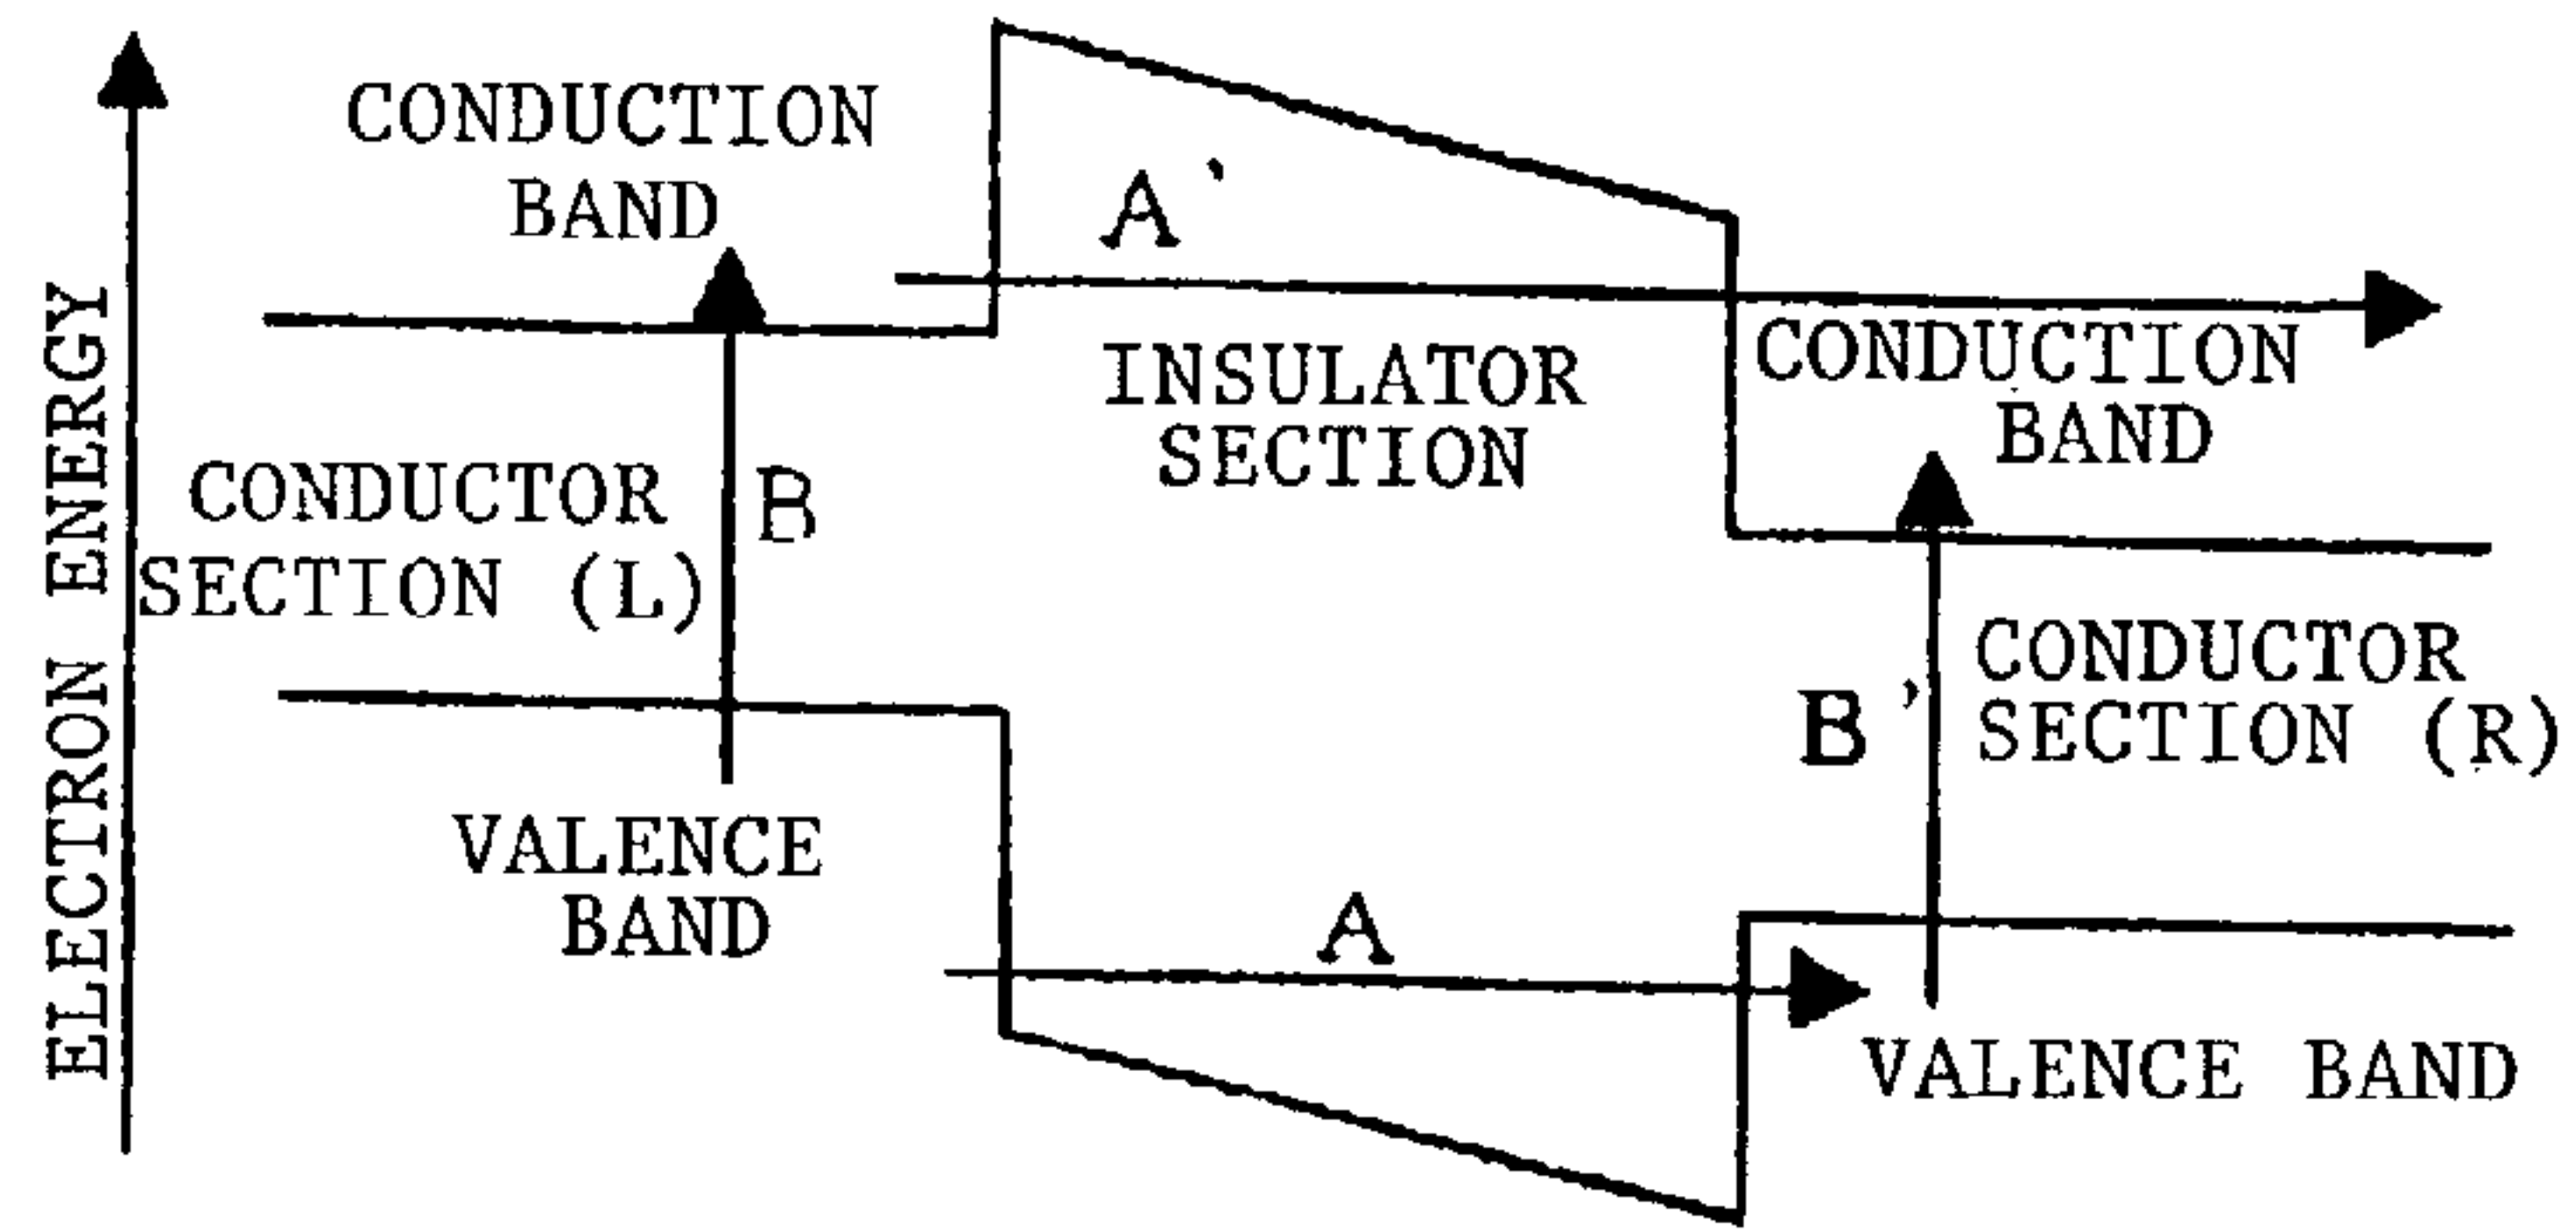 ELECTRON ENERGY
CONDUCTION
BAND
A'
INSULATOR
SECTION
CONDUCTION
BAND
CONDUCTOR
SECTION (L)
B
CONDUCTOR
SECTION (R)
B'
VALENCE
BAND
A
VALENCE BAND